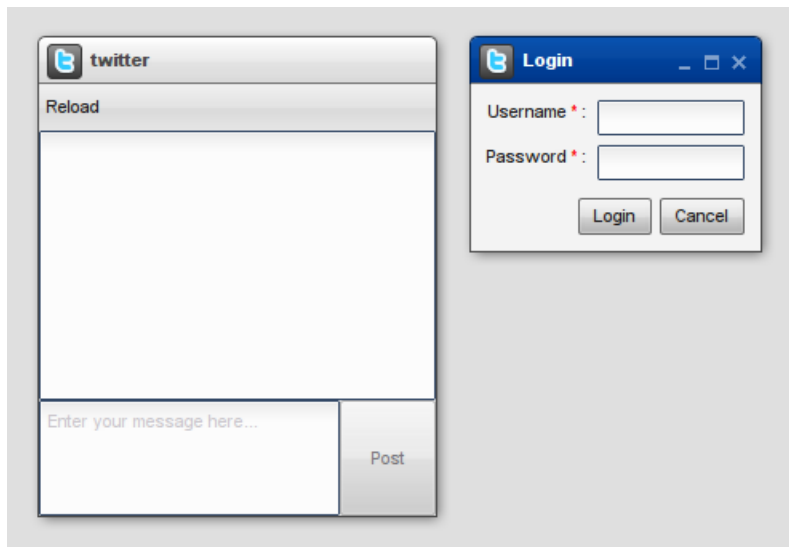 twitter
Reload
Enter your message here...
Post
Login
Username * :
Password * :
Login Cancel